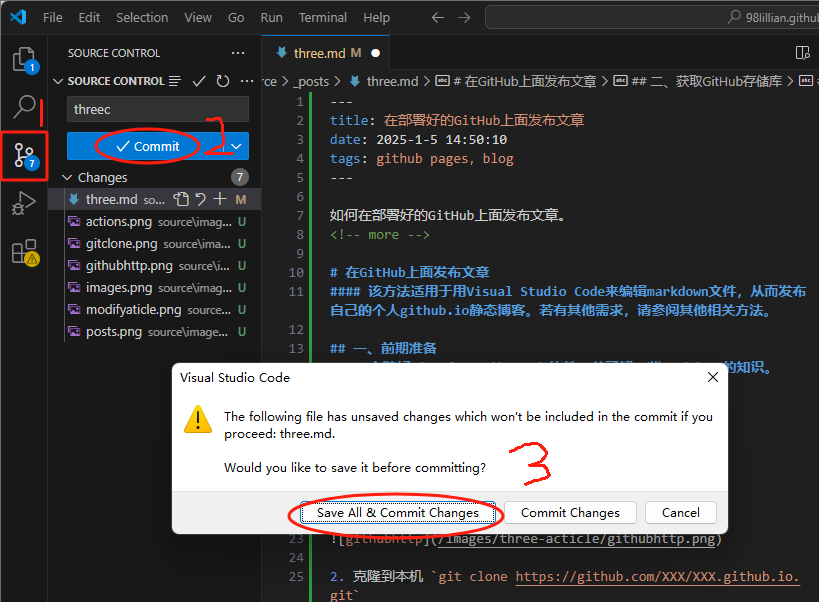 File Edit Selection View Go Run Terminal Help
98lillian.github
SOURCE CONTROL
three.md M
SOURCE CONTROL
rce > _posts > three.md > # 在GitHub上面发布文章 > ## 二、获取GitHub存储库 >
1
threec
Commit
1
7
Changes 7
three.md so... M
actions.png source\imag... U
gitclone.png source\ima... U
githubhttp.png source\i... U
images.png source\imag... U
modifyaticle.png source... U
posts.png source\image... U
1 ---
2 title: 在部署好的GitHub上面发布文章
3 date: 2025-1-5 14:50:10
4 tags: github pages, blog
5 ---
6
7 如何在部署好的GitHub上面发布文章。
8 <!-- more -->
9
10 # 在GitHub上面发布文章
11 #### 该方法适用于用Visual Studio Code来编辑markdown文件，从而发布
自己的个人github.io静态博客。若有其他需求，请参阅其他相关方法。
12
13 ## 一、前期准备
的知识。
Visual Studio Code
The following file has unsaved changes which won't be included in the commit if you
proceed: three.md.
Would you like to save it before committing?
3
Save All & Commit Changes
Commit Changes
Cancel
23 ![githubhttp](/images/three-acticle/githubhttp.png)
24
25 2. 克隆到本机 `git clone https://github.com/XXX/XXX.github.io.
git`